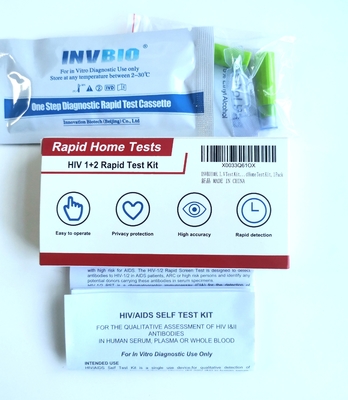 INVBIO®
For in Vitro Diagnostic Use only
Store at any temperature between 2~30℃
IVD
One Step Diagnostic Rapid Test Cassette
Innovation Biotech (Beijing) Co., Ltd
Alcohol
Rapid Home Tests
HIV 1+2 Rapid Test Kit
X0033Q61OX
新品 MADE IN CHINA
Easy to operate
Privacy protection
High accuracy
Rapid detection
with high risk for AIDS. The HIV-1/2 Rapid Screen Test is designed to detect
antibodies to HIV-1/2 in AIDS patients, ARC or high risk persons and identify any
potential donors carrying these antibodies in serum specimens.
HIV/AIDS SELF TEST KIT
FOR THE QUALITATIVE ASSESSMENT OF HIV I&II
ANTIBODIES
IN HUMAN SERUM, PLASMA OR WHOLE BLOOD
For In Vitro Diagnostic Use Only
INTENDED USE
HIV/AIDS Self Test Kit is a single use device for qualitative detection of